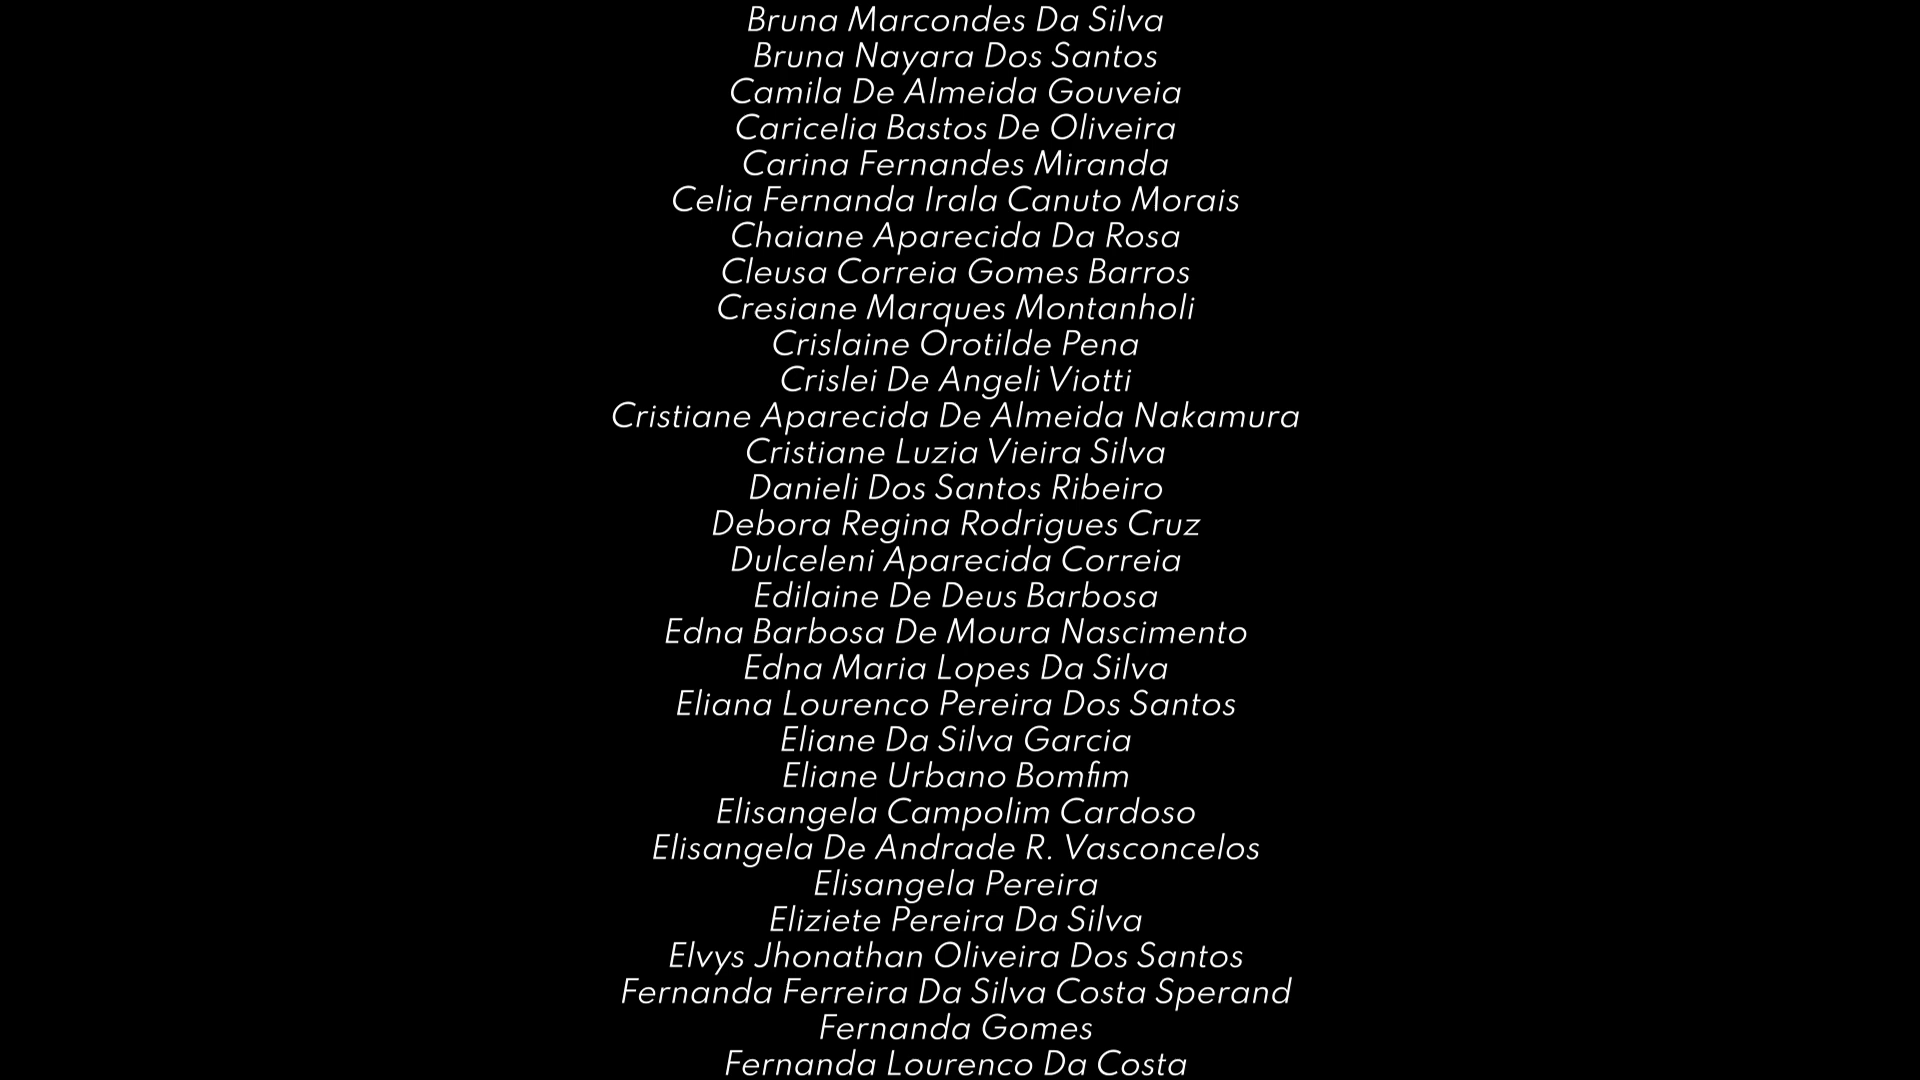 Bruna Marcondes Da Silva
Bruna Nayara Dos Santos
Camila De Almeida Gouveia
Caricelia Bastos De Oliveira
Carina Fernandes Miranda
Celia Fernanda Irala Canuto Morais
Chaiane Aparecida Da Rosa
Cleusa Correia Gomes Barros
Cresiane Marques Montanholi
Crislaine Orotilde Pena
Crislei De Angeli Viotti
Cristiane Aparecida De Almeida Nakamura
Cristiane Luzia Vieira Silva
Danieli Dos Santos Ribeiro
Debora Regina Rodrigues Cruz
Dulceleni Aparecida Correia
Edilaine De Deus Barbosa
Edna Barbosa De Moura Nascimento
Edna Maria Lopes Da Silva
Eliana Lourenco Pereira Dos Santos
Eliane Da Silva Garcia
Eliane Urbano Bomfim
Elisangela Campolim Cardoso
Elisangela De Andrade R. Vasconcelos
Elisangela Pereira
Eliziete Pereira Da Silva
Elvys Jhonathan Oliveira Dos Santos
Fernanda Ferreira Da Silva Costa Sperand
Fernanda Gomes
Fernanda Lourenco Da Costa